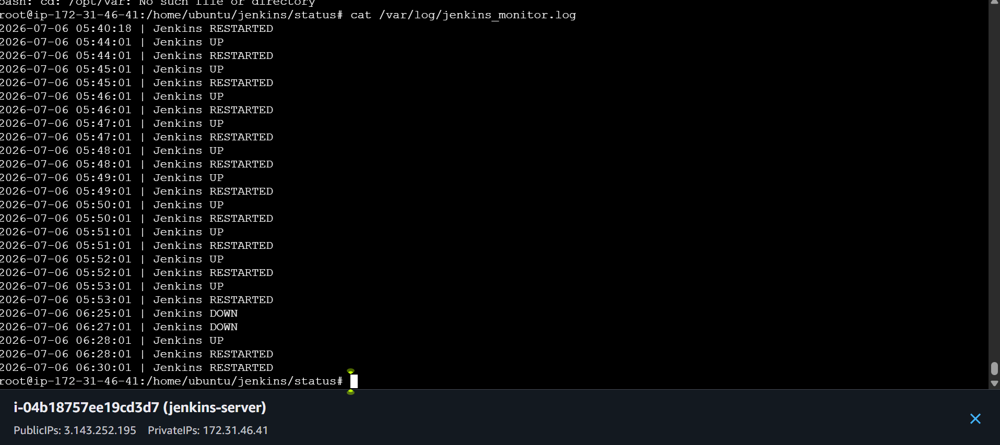 bash: cd: /opt/var: No such file or directory
root@ip-172-31-46-41:/home/ubuntu/jenkins/status# cat /var/log/jenkins_monitor.log
2026-07-06 05:40:18 | Jenkins RESTARTED
2026-07-06 05:44:01 | Jenkins UP
2026-07-06 05:44:01 | Jenkins RESTARTED
2026-07-06 05:45:01 | Jenkins UP
2026-07-06 05:45:01 | Jenkins RESTARTED
2026-07-06 05:46:01 | Jenkins UP
2026-07-06 05:46:01 | Jenkins RESTARTED
2026-07-06 05:47:01 | Jenkins UP
2026-07-06 05:47:01 | Jenkins RESTARTED
2026-07-06 05:48:01 | Jenkins UP
2026-07-06 05:48:01 | Jenkins RESTARTED
2026-07-06 05:49:01 | Jenkins UP
2026-07-06 05:49:01 | Jenkins RESTARTED
2026-07-06 05:50:01 | Jenkins UP
2026-07-06 05:50:01 | Jenkins RESTARTED
2026-07-06 05:51:01 | Jenkins UP
2026-07-06 05:51:01 | Jenkins RESTARTED
2026-07-06 05:52:01 | Jenkins UP
2026-07-06 05:52:01 | Jenkins RESTARTED
2026-07-06 05:53:01 | Jenkins UP
2026-07-06 05:53:01 | Jenkins RESTARTED
2026-07-06 06:25:01 | Jenkins DOWN
2026-07-06 06:27:01 | Jenkins DOWN
2026-07-06 06:28:01 | Jenkins UP
2026-07-06 06:28:01 | Jenkins RESTARTED
2026-07-06 06:30:01 | Jenkins RESTARTED
root@ip-172-31-46-41:/home/ubuntu/jenkins/status#
i-04b18757ee19cd3d7 (jenkins-server)
PublicIPs: 3.143.252.195 PrivateIPs: 172.31.46.41